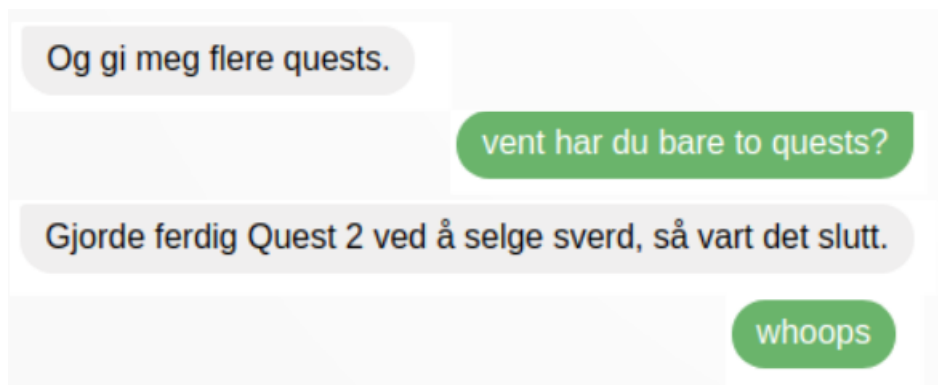 Og gi meg flere quests.
vent har du bare to quests?
Gjorde ferdig Quest 2 ved å selge sverd, så vart det slutt.
whoops